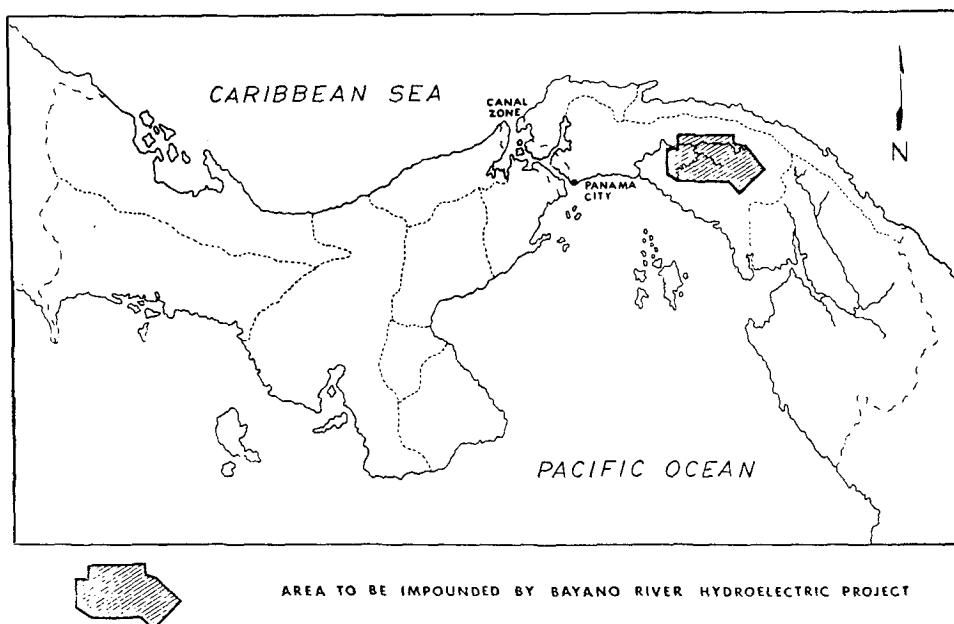 CARIBBEAN SEA
CANAL
ZONE
N
PANAMA
CITY
PACIFIC OCEAN
AREA TO BE IMPOUNDED BY BAYANO RIVER HYDROELECTRIC PROJECT